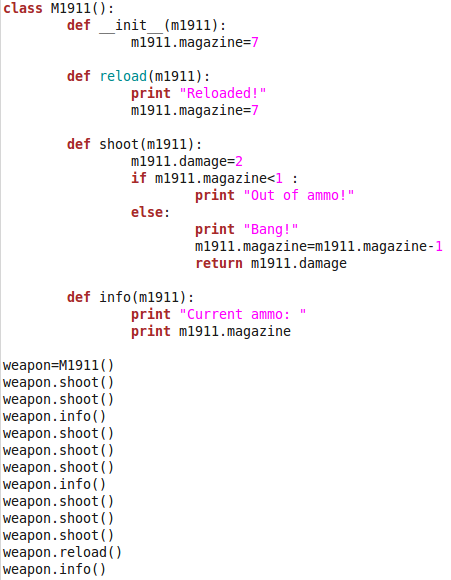 class M1911():
        def __init__(m1911):
                m1911.magazine=7

        def reload(m1911):
                print "Reloaded!"
                m1911.magazine=7

        def shoot(m1911):
                m1911.damage=2
                if m1911.magazine<1 :
                        print "Out of ammo!"
                else:
                        print "Bang!"
                        m1911.magazine=m1911.magazine-1
                        return m1911.damage

        def info(m1911):
                print "Current ammo: "
                print m1911.magazine

weapon=M1911()
weapon.shoot()
weapon.shoot()
weapon.info()
weapon.shoot()
weapon.shoot()
weapon.shoot()
weapon.info()
weapon.shoot()
weapon.shoot()
weapon.shoot()
weapon.reload()
weapon.info()